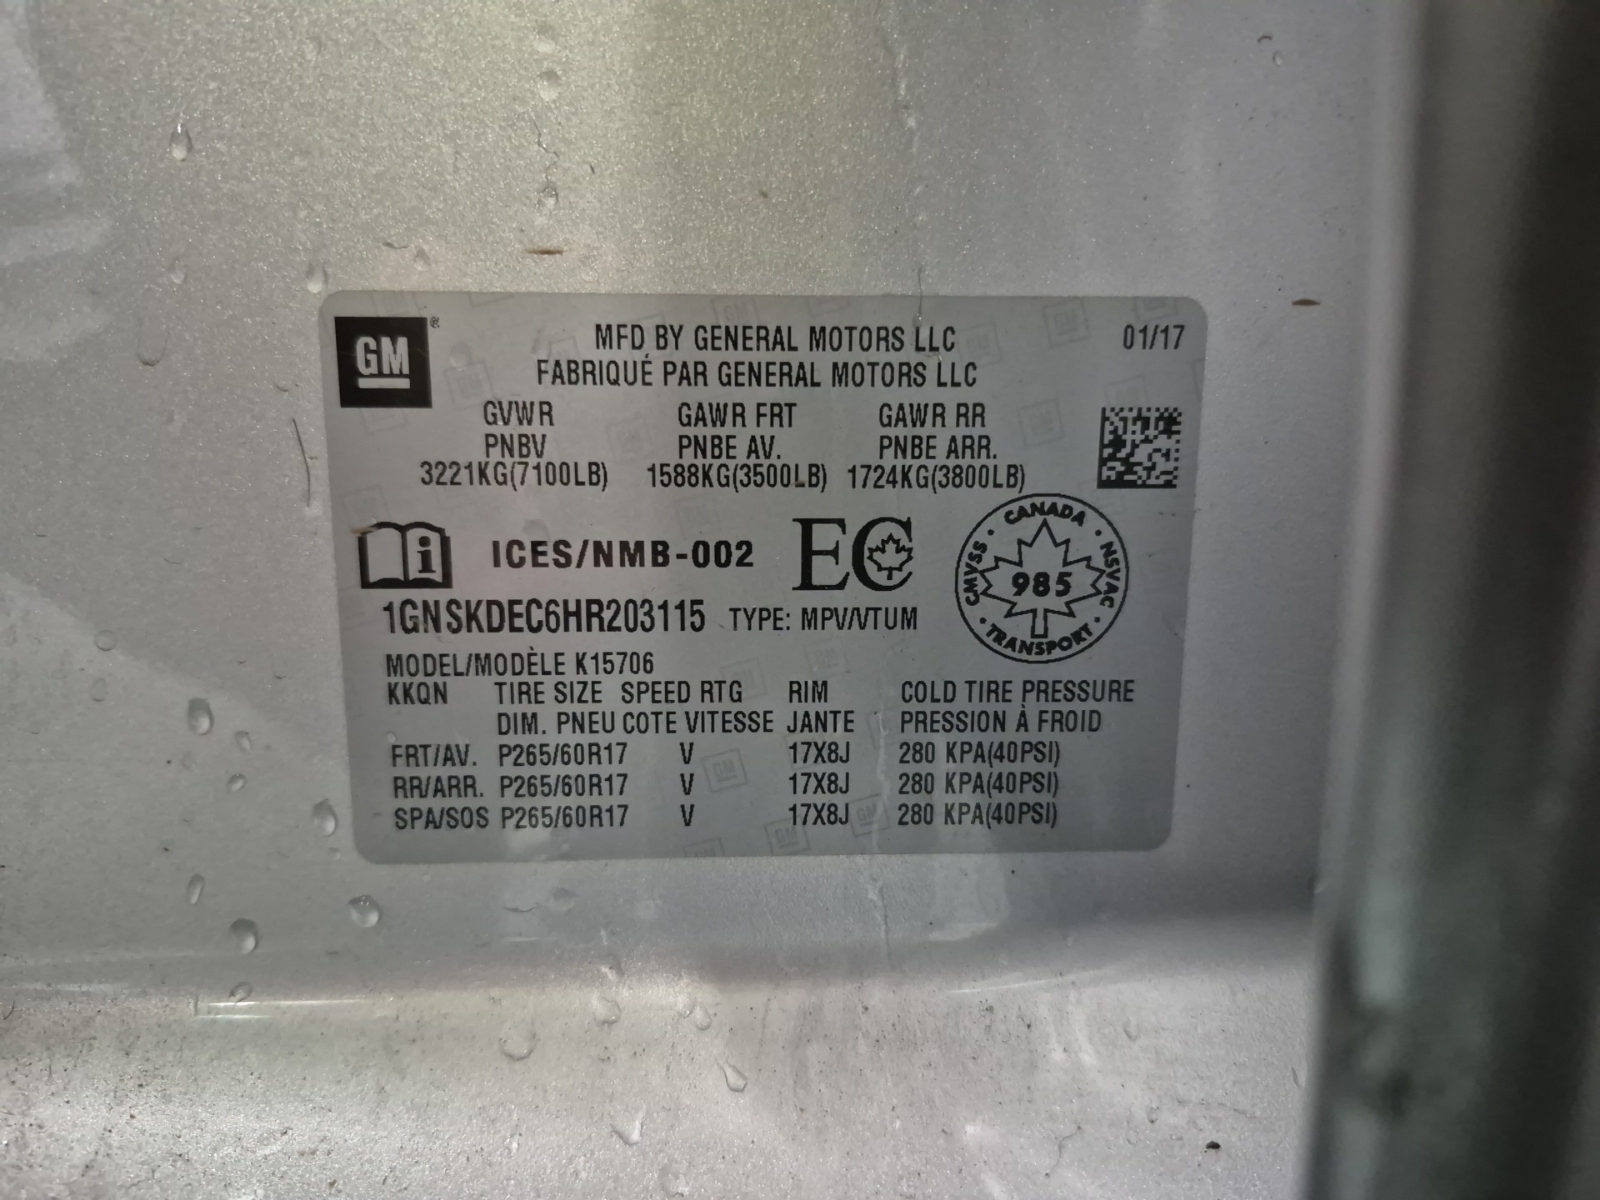 GM®
MFD BY GENERAL MOTORS LLC 01/17
FABRIQUÉ PAR GENERAL MOTORS LLC
GVWR GAWR FRT GAWR RR
PNBV PNBE AV. PNBE ARR.
3221KG(7100LB) 1588KG(3500LB) 1724KG(3800LB)
i ICES/NMB-002 EC
CANADA · NSVAC · TRANSPORT · CMVSS ·
985
1GNSKDEC6HR203115 TYPE: MPV/VTUM
MODEL/MODÈLE K15706
KKQN TIRE SIZE SPEED RTG RIM COLD TIRE PRESSURE
DIM. PNEU COTE VITESSE JANTE PRESSION À FROID
FRT/AV. P265/60R17 V 17X8J 280 KPA(40PSI)
RR/ARR. P265/60R17 V 17X8J 280 KPA(40PSI)
SPA/SOS P265/60R17 V 17X8J 280 KPA(40PSI)